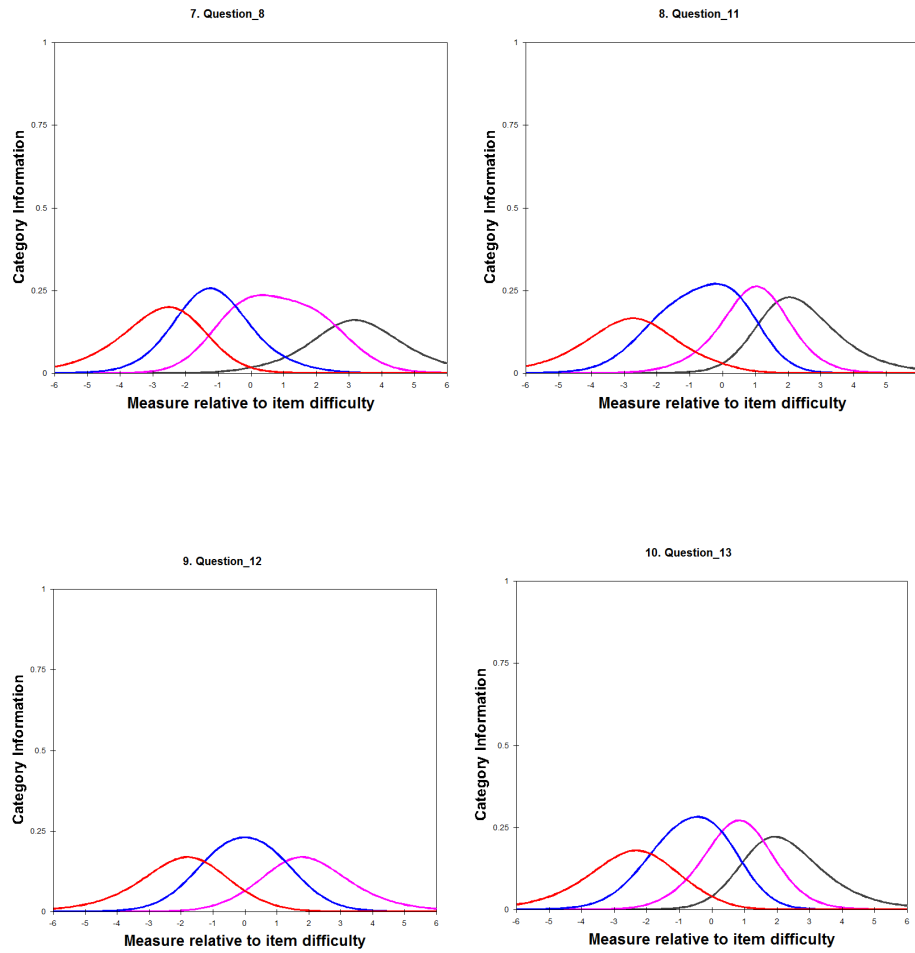 7. Question_8
1
0.75
0.5
0.25
0
Category Information
-6 -5 -4 -3 -2 -1 0 1 2 3 4 5 6
Measure relative to item difficulty
8. Question_11
1
0.75
0.5
0.25
0
Category Information
-6 -5 -4 -3 -2 -1 0 1 2 3 4 5
Measure relative to item difficulty
9. Question_12
1
0.75
0.5
0.25
0
Category Information
-6 -5 -4 -3 -2 -1 0 1 2 3 4 5 6
Measure relative to item difficulty
10. Question_13
1
0.75
0.5
0.25
0
Category Information
-6 -5 -4 -3 -2 -1 0 1 2 3 4 5 6
Measure relative to item difficulty